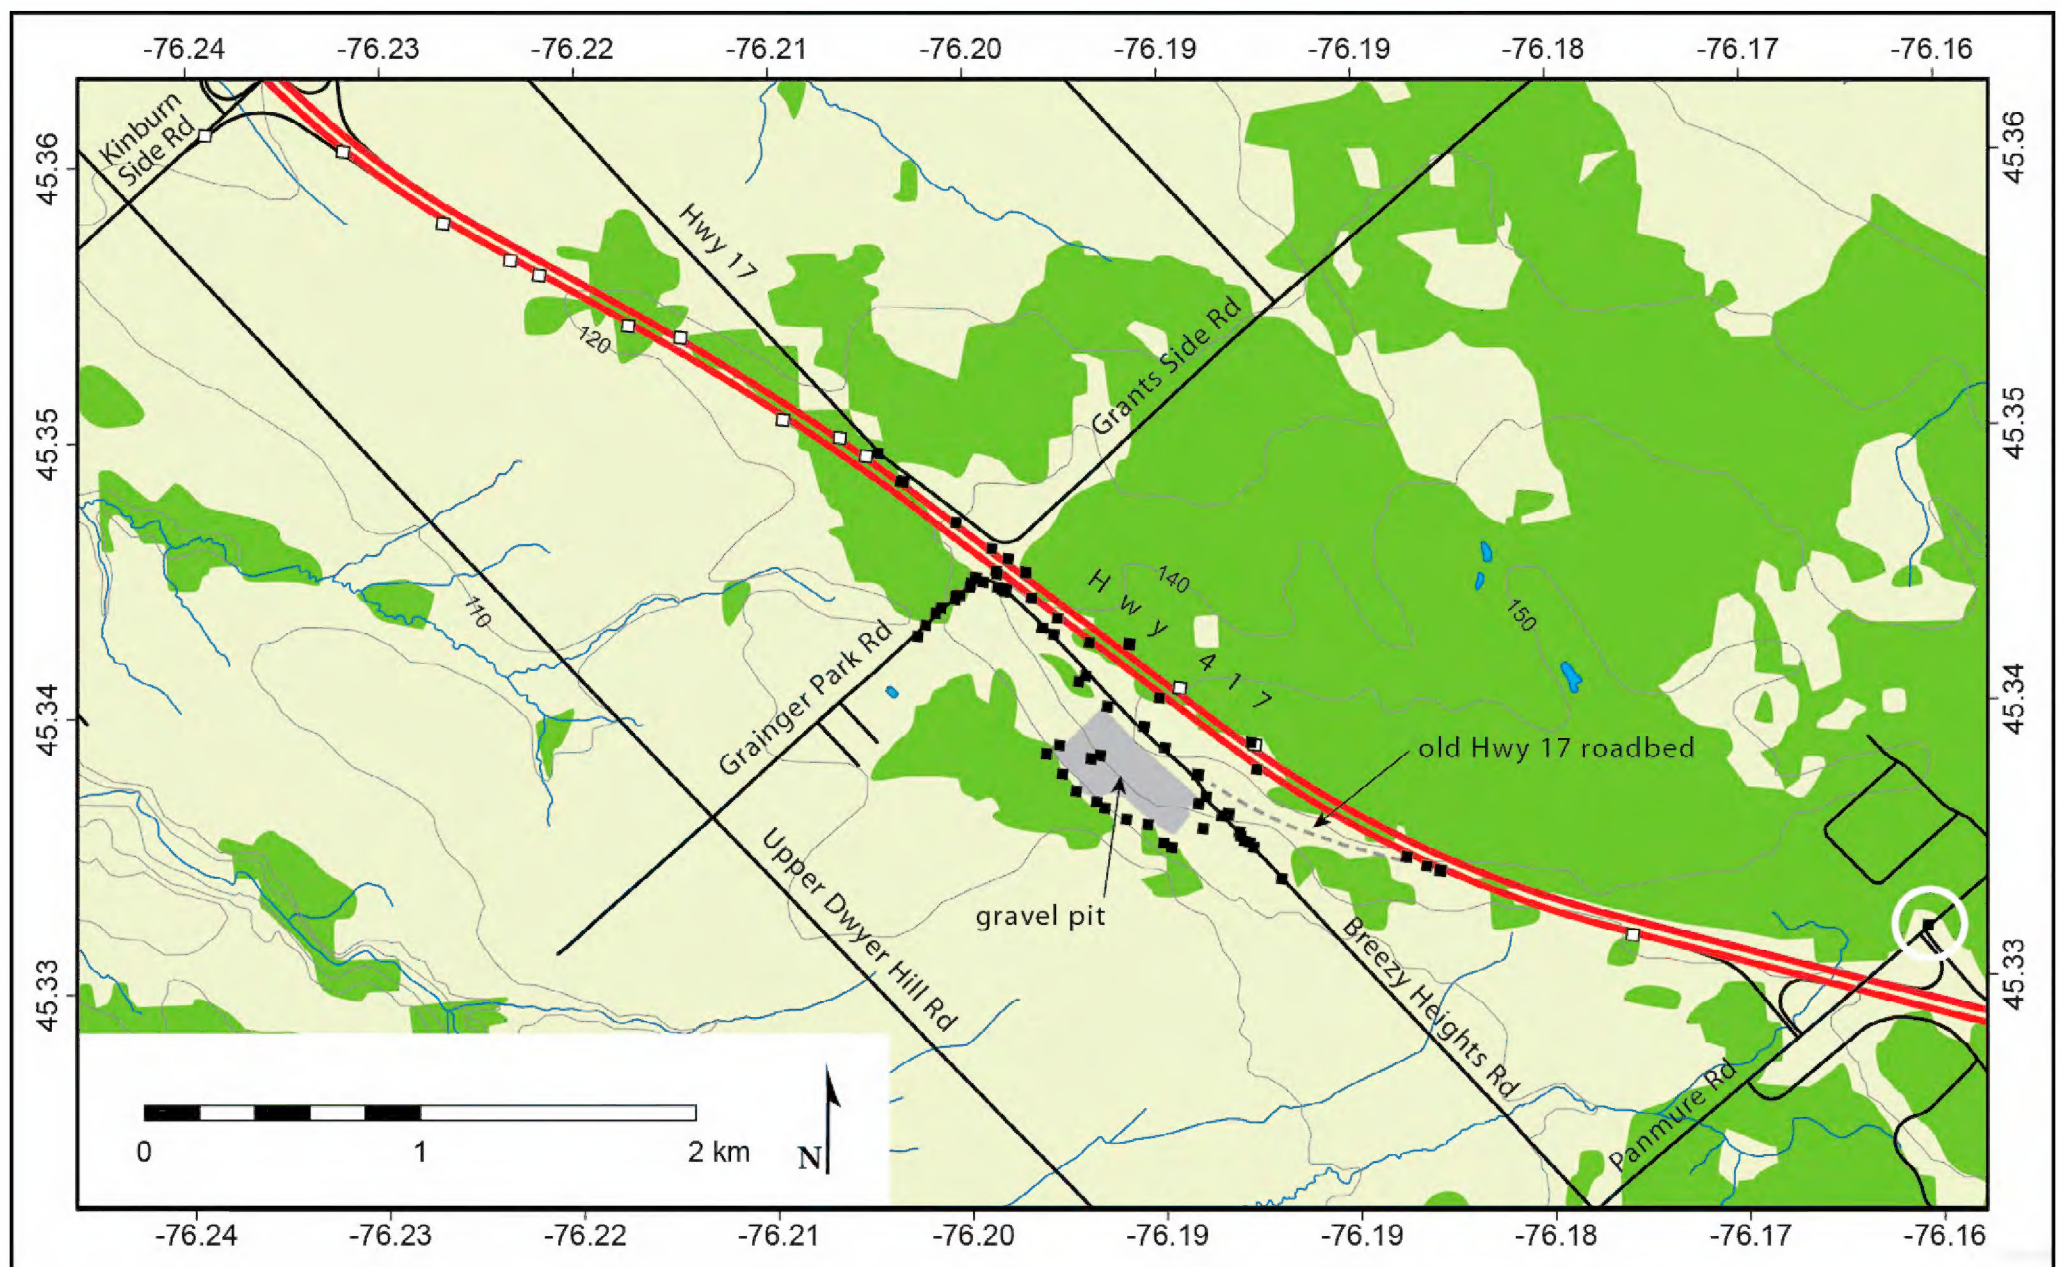 -76.24 -76.23 -76.22 -76.21 -76.20 -76.19 -76.19 -76.18 -76.17 -76.16
Kinburn
Side Rd
45.36
45.36
Hwy 17
120
Grants Side Rd
45.35
45.35
110
Hwy 417
140
150
Grainger Park Rd
45.34
45.34
old Hwy 17 roadbed
gravel pit
Upper Dwyer Hill Rd
Breezy Heights Rd
45.33
45.33
Panmure Rd
0 1 2 km
N
-76.24 -76.23 -76.22 -76.21 -76.20 -76.19 -76.19 -76.18 -76.17 -76.16